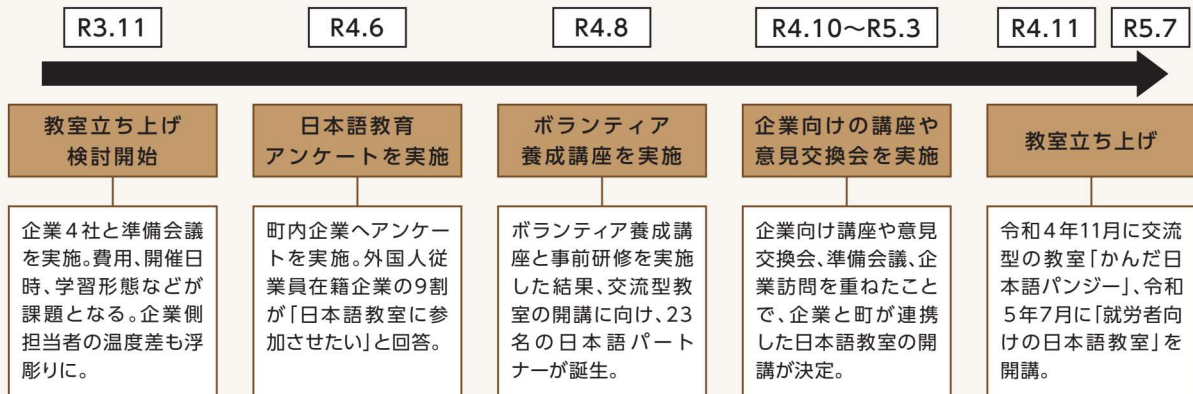 R3.11
R4.6
R4.8
R4.10〜R5.3
R4.11
R5.7
教室立ち上げ
検討開始
企業4社と準備会議
を実施。費用、開催日
時、学習形態などが
課題となる。企業側
担当者の温度差も浮
彫りに。
日本語教育
アンケートを実施
町内企業へアンケー
トを実施。外国人従
業員在籍企業の9割
が「日本語教室に参
加させたい」と回答。
ボランティア
養成講座を実施
ボランティア養成講
座と事前研修を実施
した結果、交流型教
室の開講に向け、23
名の日本語パート
ナーが誕生。
企業向けの講座や
意見交換会を実施
企業向け講座や意見
交換会、準備会議、企
業訪問を重ねたこと
で、企業と町が連携
した日本語教室の開
講が決定。
教室立ち上げ
令和4年11月に交流
型の教室「かんだ日
本語パンジー」、令和
5年7月に「就労者向
けの日本語教室」を
開講。